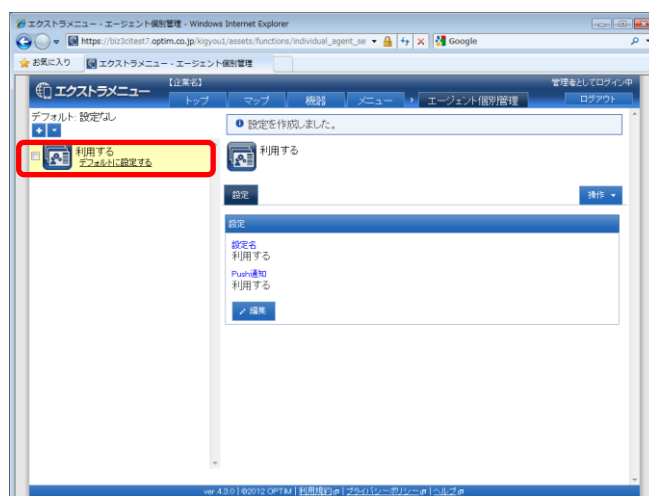 エクストラメニュー - エージェント個別管理 - Windows Internet Explorer
https://biz3citest7.optim.co.jp/kigyou1/assets/functions/individual_agent_se
Google
お気に入り
エクストラメニュー - エージェント個別管理
エクストラメニュー
【企業名】
管理者としてログイン中
トップ
マップ
機器
メニュー
エージェント個別管理
ログアウト
デフォルト: 設定なし
設定を作成しました。
利用する
デフォルトに設定する
利用する
設定
操作
設定
設定名
利用する
Push通知
利用する
編集
ver.4.3.0 | ©2012 OPTiM | 利用規約 | プライバシーポリシー | ヘルプ